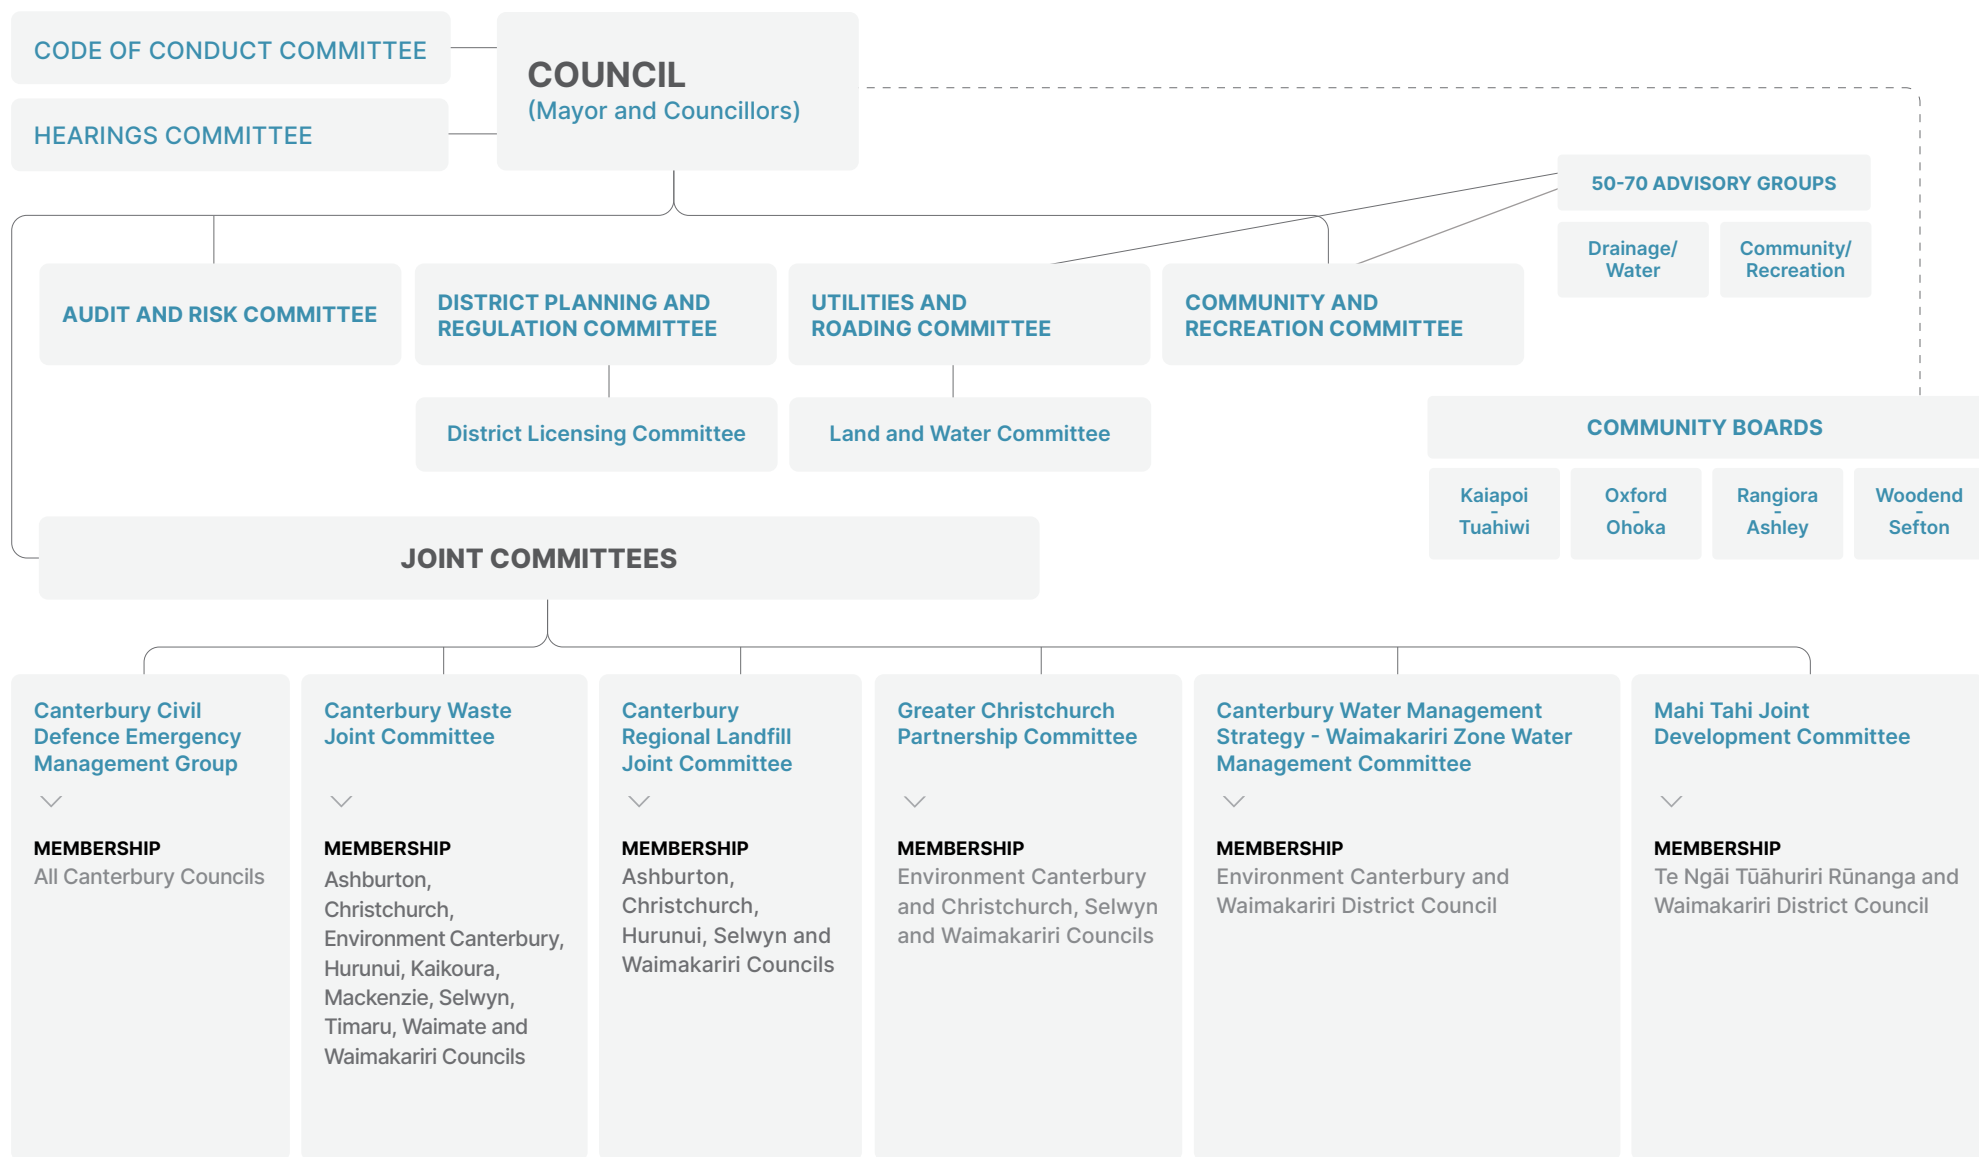 CODE OF CONDUCT COMMITTEE
HEARINGS COMMITTEE
COUNCIL
(Mayor and Councillors)
50-70 ADVISORY GROUPS
Drainage/
Water
Community/
Recreation
AUDIT AND RISK COMMITTEE
DISTRICT PLANNING AND
REGULATION COMMITTEE
UTILITIES AND
ROADING COMMITTEE
COMMUNITY AND
RECREATION COMMITTEE
District Licensing Committee
Land and Water Committee
COMMUNITY BOARDS
Kaiapoi
-
Tuahiwi
Oxford
-
Ohoka
Rangiora
-
Ashley
Woodend
-
Sefton
JOINT COMMITTEES
Canterbury Civil
Defence Emergency
Management Group
MEMBERSHIP
All Canterbury Councils
Canterbury Waste
Joint Committee
MEMBERSHIP
Ashburton,
Christchurch,
Environment Canterbury,
Hurunui, Kaikoura,
Mackenzie, Selwyn,
Timaru, Waimate and
Waimakariri Councils
Canterbury
Regional Landfill
Joint Committee
MEMBERSHIP
Ashburton,
Christchurch,
Hurunui, Selwyn and
Waimakariri Councils
Greater Christchurch
Partnership Committee
MEMBERSHIP
Environment Canterbury
and Christchurch, Selwyn
and Waimakariri Councils
Canterbury Water Management
Strategy - Waimakariri Zone Water
Management Committee
MEMBERSHIP
Environment Canterbury and
Waimakariri District Council
Mahi Tahi Joint
Development Committee
MEMBERSHIP
Te Ngāi Tūāhuriri Rūnanga and
Waimakariri District Council